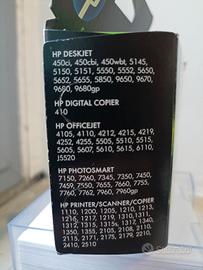 HP DESKJET
450ci, 450cbi, 450wbt, 5145,
5150, 5151, 5550, 5552, 5650,
5652, 5655, 5850, 9650, 9670,
9680, 9680gp
HP DIGITAL COPIER
410
HP OFFICEJET
4105, 4110, 4212, 4215, 4219,
4252, 4255, 5505, 5510, 5515,
5605, 5607, 5610, 5615, 6110,
J5520
HP PHOTOSMART
7150, 7260, 7345, 7350, 7450,
7459, 7550, 7655, 7660, 7755,
7762, 7760, 7960, 7960gp
HP PRINTER/SCANNER/COPIER
1110, 1200, 1205, 1210, 1213,
1216, 1217, 1219, 1310, 1311,
1312, 1315, 1317, 1340, 1345,
1350, 1355, 2105, 2108, 2110,
2115, 2171, 2175, 2179, 2210,
2410, 2510
Subito.it